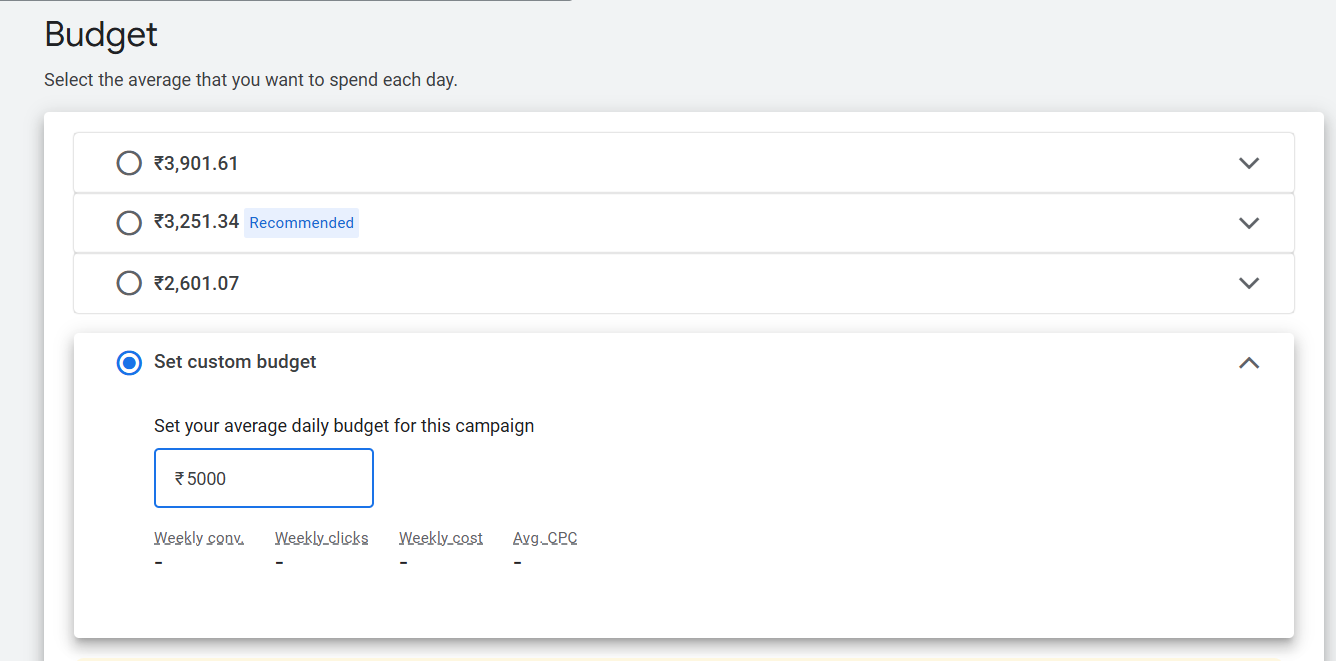 Budget
Select the average that you want to spend each day.
₹3,901.61
₹3,251.34 Recommended
₹2,601.07
Set custom budget
Set your average daily budget for this campaign
₹ 5000
Weekly conv. Weekly clicks Weekly cost Avg. CPC
- - - -